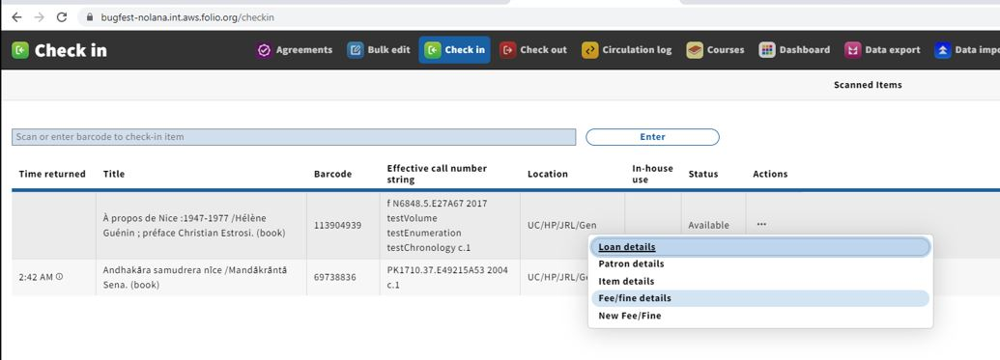 bugfest-nolana.int.aws.folio.org/checkin
Check in
Agreements
Bulk edit
Check in
Check out
Circulation log
Courses
Dashboard
Data export
Data impo
Scanned Items
Scan or enter barcode to check-in item
Enter
Time returned
Title
Barcode
Effective call number
string
Location
In-house
use
Status
Actions
À propos de Nice :1947-1977 /Hélène
Guénin ; préface Christian Estrosi. (book)
113904939
f N6848.5.E27A67 2017
testVolume
testEnumeration
testChronology c.1
UC/HP/JRL/Gen
Available
2:42 AM
Andhakāra samudrera nīce /Mandākrāntā
Sena. (book)
69738836
PK1710.37.E49215A53 2004
c.1
UC/HP/JRL/Ge
Loan details
Patron details
Item details
Fee/fine details
New Fee/Fine